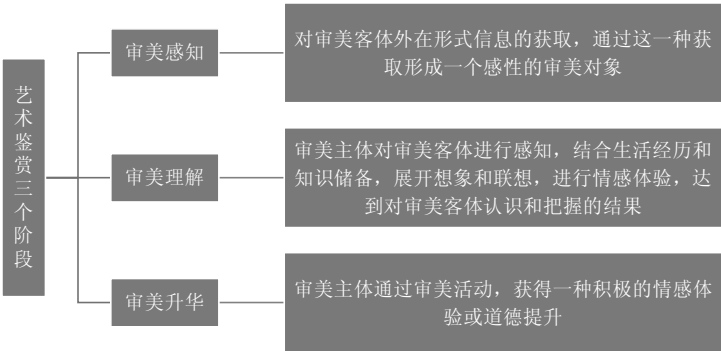 艺术鉴赏三个阶段
审美感知
对审美客体外在形式信息的获取，通过这一种获
取形成一个感性的审美对象
审美理解
审美主体对审美客体进行感知，结合生活经历和
知识储备，展开想象和联想，进行情感体验，达
到对审美客体认识和把握的结果
审美升华
审美主体通过审美活动，获得一种积极的情感体
验或道德提升